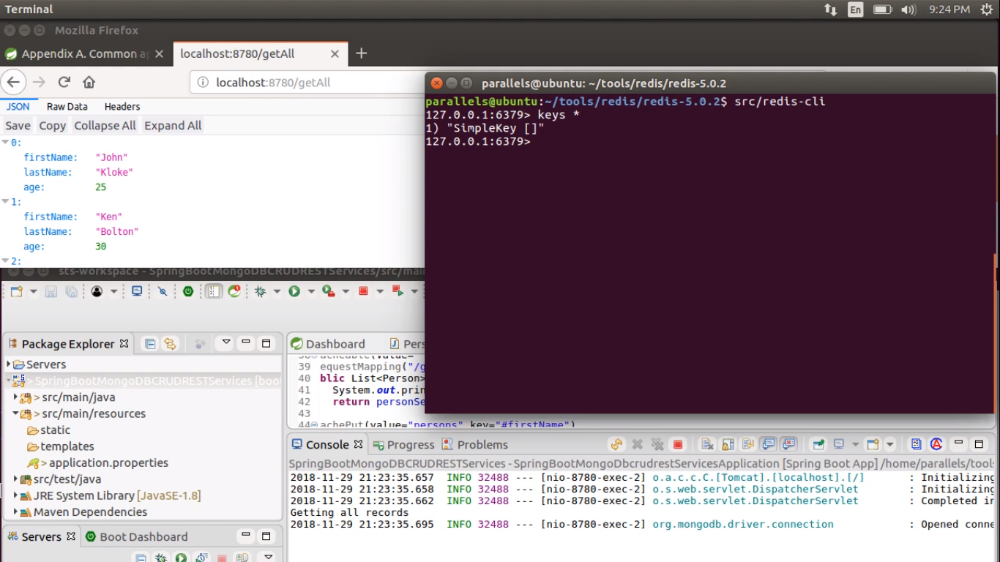 Terminal
En
9:24 PM
Mozilla Firefox
Appendix A. Common
localhost:8780/getAll
localhost:8780/getAll
JSON Raw Data Headers
Save Copy Collapse All Expand All
0:
firstName: "John"
lastName: "Kloke"
age: 25
1:
firstName: "Ken"
lastName: "Bolton"
age: 30
2:
parallels@ubuntu: ~/tools/redis/redis-5.0.2
parallels@ubuntu:~/tools/redis/redis-5.0.2$ src/redis-cli
127.0.0.1:6379> keys *
1) "SimpleKey []"
127.0.0.1:6379>
sts-workspace - SpringBootMongoDBCRUDRESTServices/src/mai
Package Explorer
Servers
> SpringBootMongoDBCRUDRESTServices [boo
> src/main/java
> src/main/resources
static
templates
> application.properties
src/test/java
JRE System Library [JavaSE-1.8]
Maven Dependencies
Servers
Boot Dashboard
Dashboard
Pers
39 equestMapping("/g
40 blic List<Person>
41 System.out.prin
42 return personSe
43
44 achePut(value="persons", key="#firstName")
Console Progress Problems
SpringBootMongoDBCRUDRESTServices - SpringBootMongoDbcrudrestServicesApplication [Spring Boot App] /home/parallels/tools
2018-11-29 21:23:35.657 INFO 32488 --- [nio-8780-exec-2] o.a.c.c.C.[Tomcat].[localhost].[/] : Initializing
2018-11-29 21:23:35.658 INFO 32488 --- [nio-8780-exec-2] o.s.web.servlet.DispatcherServlet : Initializing
2018-11-29 21:23:35.662 INFO 32488 --- [nio-8780-exec-2] o.s.web.servlet.DispatcherServlet : Completed in
Getting all records
2018-11-29 21:23:35.695 INFO 32488 --- [nio-8780-exec-2] org.mongodb.driver.connection : Opened conne